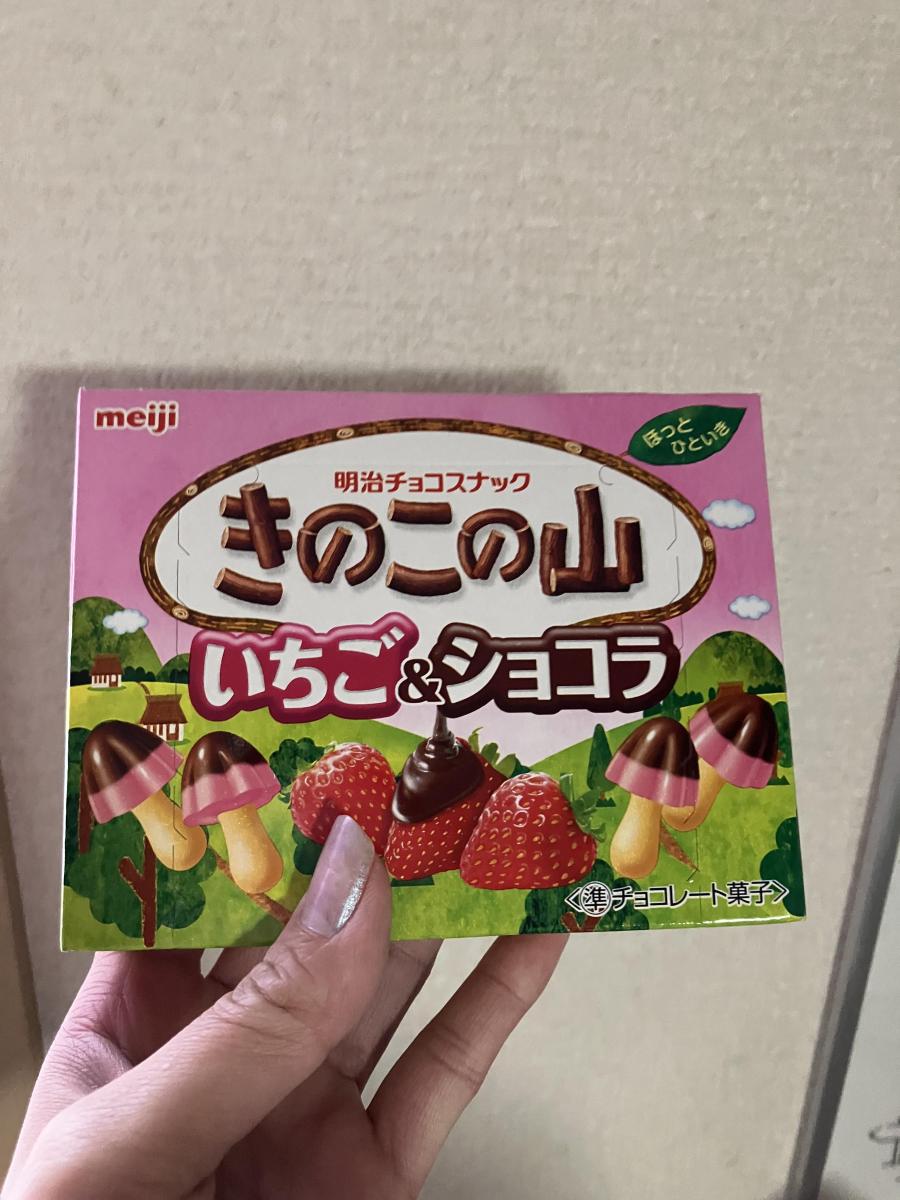 meiji
ほっと
ひといき
明治チョコスナック
きのこの山
いちご&ショコラ
〈準チョコレート菓子〉